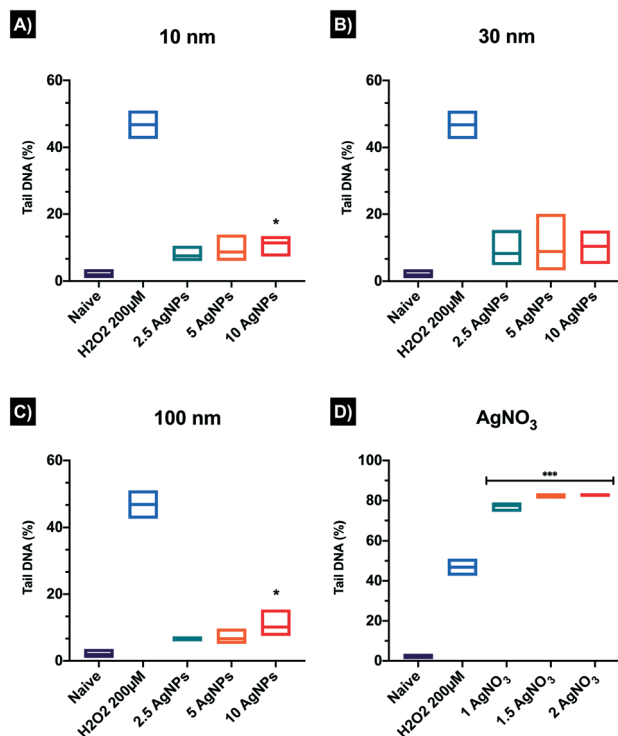 A)
10 nm
60
40
20
0
Tail DNA (%)
*
Naive
H2O2 200µM
2.5 AgNPs
5 AgNPs
10 AgNPs
B)
30 nm
60
40
20
0
Tail DNA (%)
Naive
H2O2 200µM
2.5 AgNPs
5 AgNPs
10 AgNPs
C)
100 nm
60
40
20
0
Tail DNA (%)
*
Naive
H2O2 200µM
2.5 AgNPs
5 AgNPs
10 AgNPs
D)
AgNO₃
100
80
60
40
20
0
Tail DNA (%)
***
Naive
H2O2 200µM
1 AgNO₃
1.5 AgNO₃
2 AgNO₃